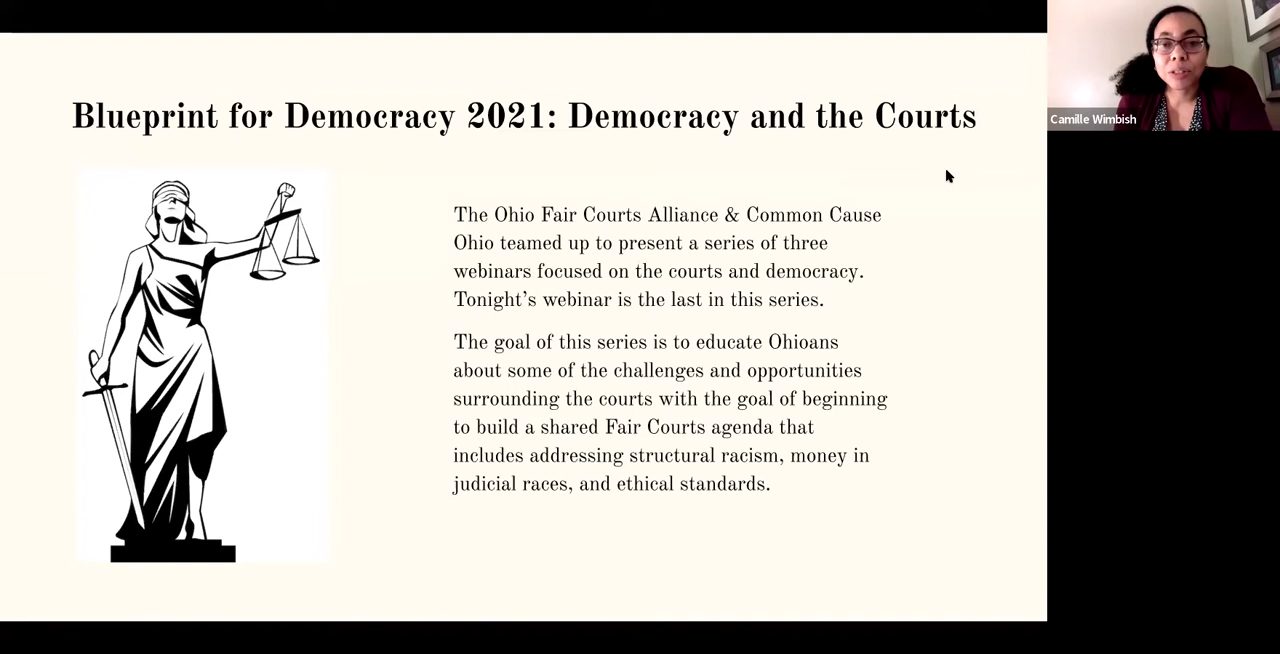 Blueprint for Democracy 2021: Democracy and the Courts
The Ohio Fair Courts Alliance & Common Cause
Ohio teamed up to present a series of three
webinars focused on the courts and democracy.
Tonight’s webinar is the last in this series.
The goal of this series is to educate Ohioans
about some of the challenges and opportunities
surrounding the courts with the goal of beginning
to build a shared Fair Courts agenda that
includes addressing structural racism, money in
judicial races, and ethical standards.
Camille Wimbish